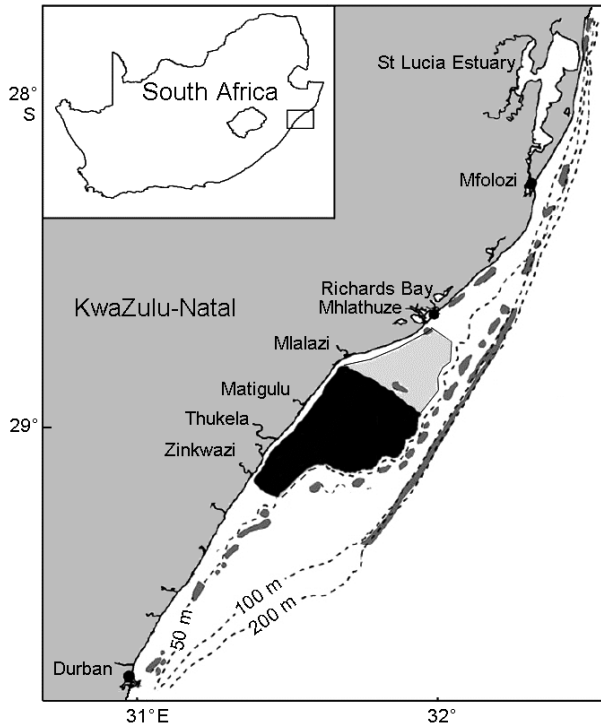 St Lucia Estuary
28°
S
South Africa
Mfolozi
Richards Bay
Mhlathuze
KwaZulu-Natal
Mlalazi
Matigulu
29°
Thukela
Zinkwazi
50 m
100 m
200 m
Durban
31°E
32°